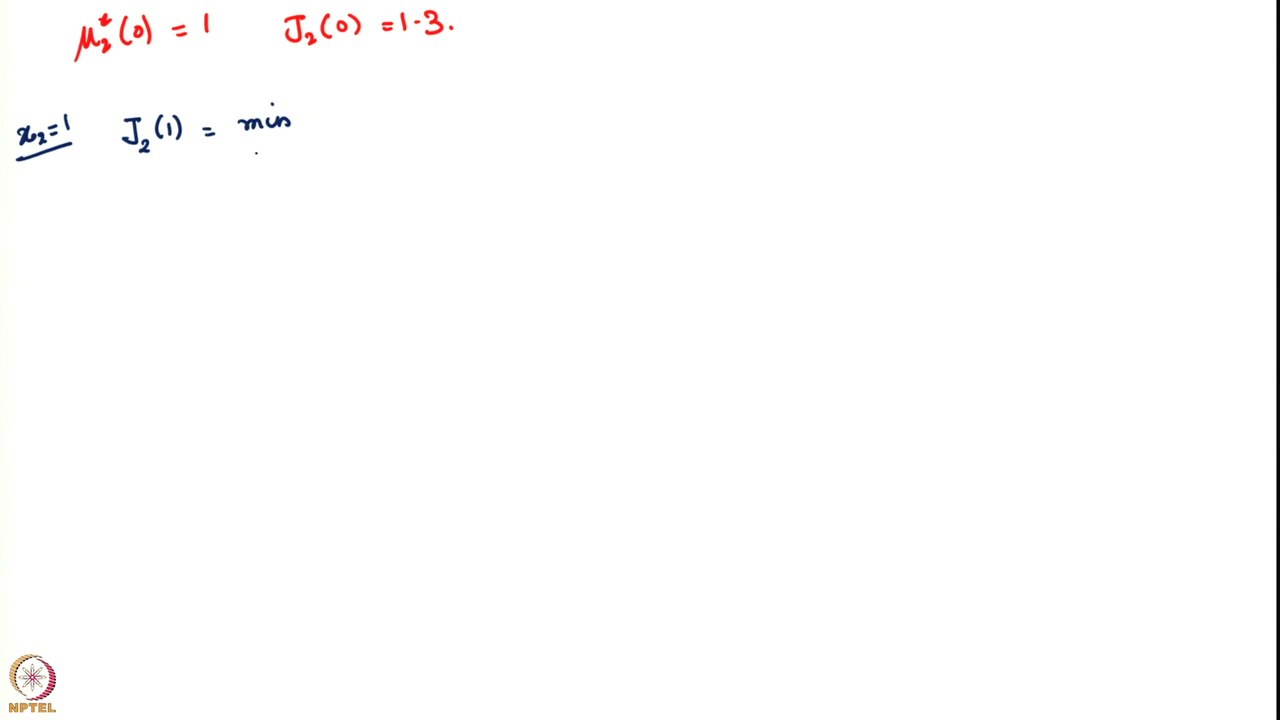 μ₂*(0) = 1 J₂(0) = 1·3.
x₂=1 J₂(1) = min
NPTEL